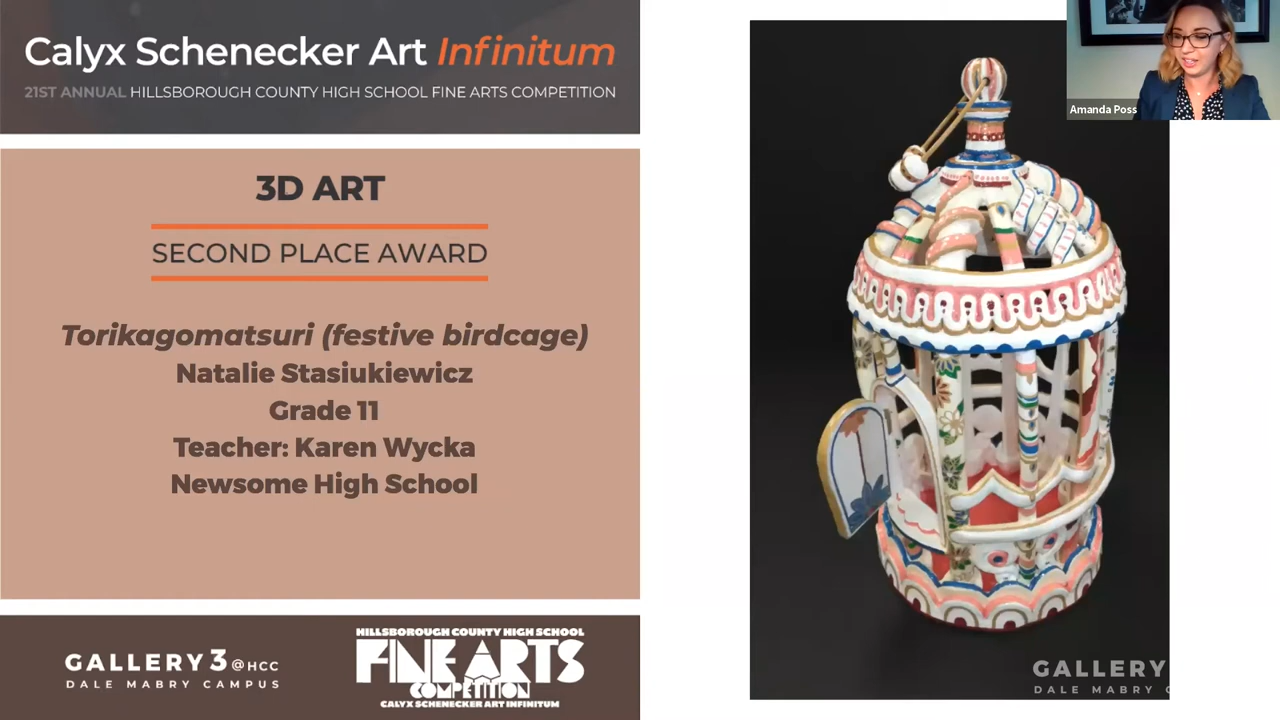 Calyx Schenecker Art Infinitum
21ST ANNUAL HILLSBOROUGH COUNTY HIGH SCHOOL FINE ARTS COMPETITION
3D ART
SECOND PLACE AWARD
Torikagomatsuri (festive birdcage)
Natalie Stasiukiewicz
Grade 11
Teacher: Karen Wycka
Newsome High School
GALLERY 3 @HCC
DALE MABRY CAMPUS
HILLSBOROUGH COUNTY HIGH SCHOOL
FINE ARTS
COMPETITION
CALYX SCHENECKER ART INFINITUM
Amanda Poss
GALLERY
DALE MABRY C